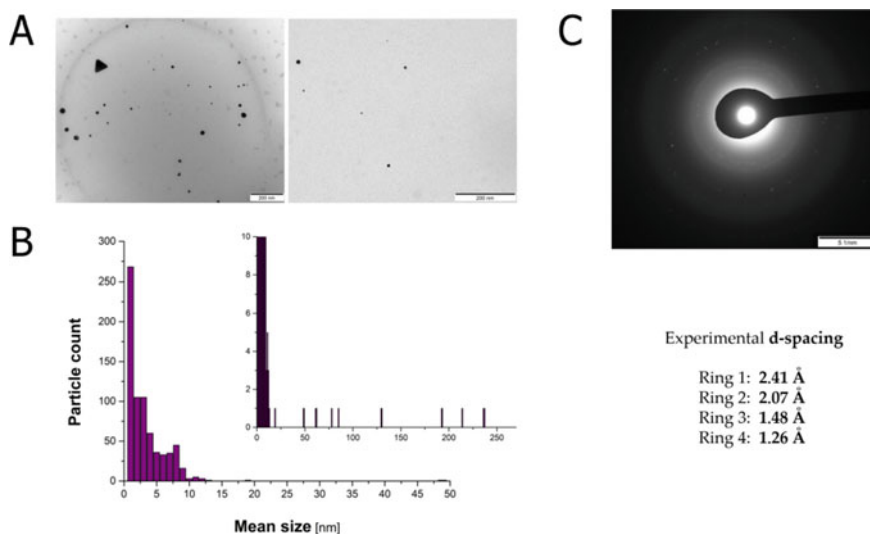 A
200 nm
200 nm
C
5 1/nm
B
300
250
200
150
100
50
0
Particle count
0 5 10 15 20 25 30 35 40 45 50
Mean size [nm]
10
8
6
4
2
0
0 50 100 150 200 250
Experimental d-spacing
Ring 1: 2.41 Å
Ring 2: 2.07 Å
Ring 3: 1.48 Å
Ring 4: 1.26 Å